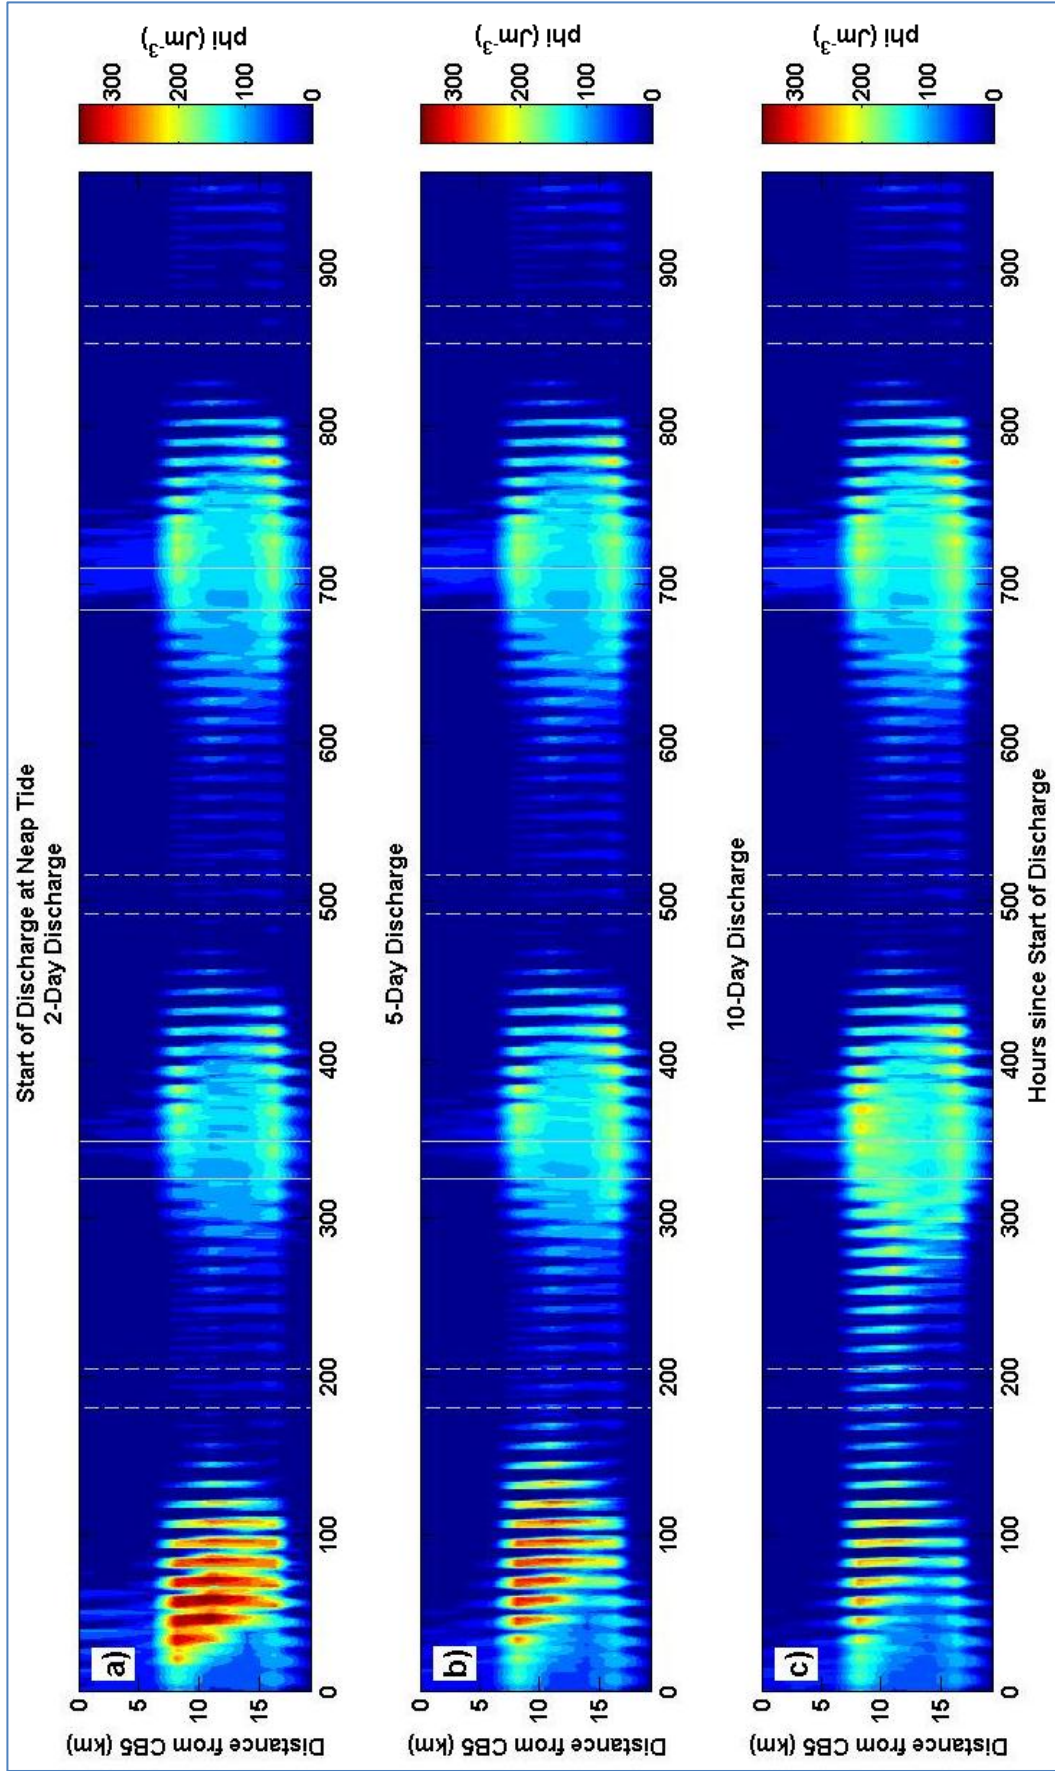 Start of Discharge at Neap Tide
2-Day Discharge
a)
Distance from CB5 (km)
0
5
10
15
0 100 200 300 400 500 600 700 800 900
phi (Jm⁻³)
300
200
100
0
5-Day Discharge
b)
Distance from CB5 (km)
0
5
10
15
0 100 200 300 400 500 600 700 800 900
phi (Jm⁻³)
300
200
100
0
10-Day Discharge
c)
Distance from CB5 (km)
0
5
10
15
0 100 200 300 400 500 600 700 800 900
Hours since Start of Discharge
phi (Jm⁻³)
300
200
100
0